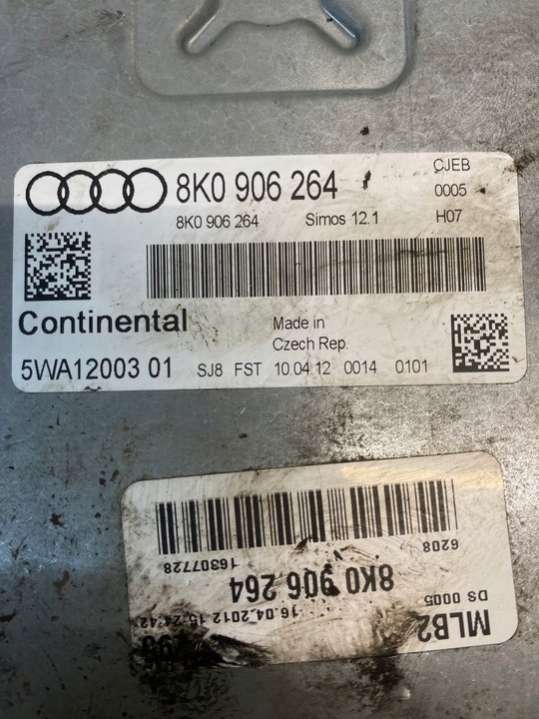 8K0 906 264
CJEB
8K0 906 264 Simos 12.1
0005
H07
Continental
Made in
Czech Rep.
5WA12003 01 SJ8 FST 10.04.12 0014 0101
MLB2
DS 0005
16.04.2012 15:24:42
8K0 906 264
16307728
6208